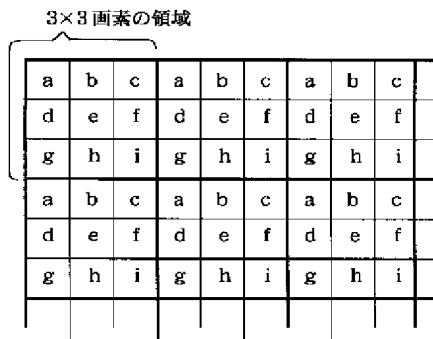 3×3画素の領域
a b c a b c a b c
d e f d e f d e f
g h i g h i g h i
a b c a b c a b c
d e f d e f d e f
g h i g h i g h i